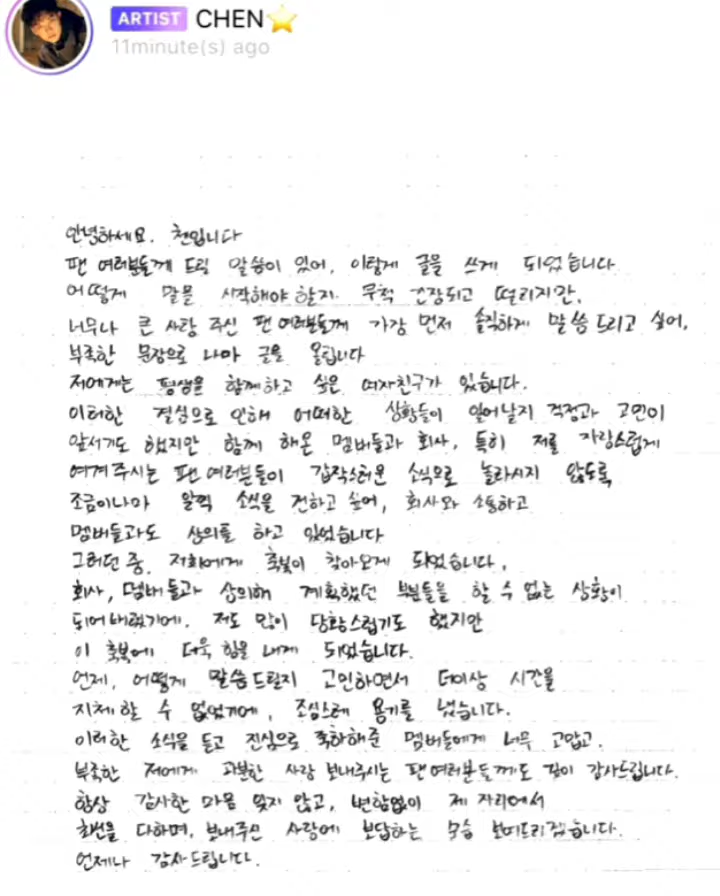 ARTIST CHEN⭐
11minute(s) ago
안녕하세요. 첸입니다
팬 여러분들께 드릴 말씀이 있어, 이렇게 글을 쓰게 되었습니다
어떻게 말을 시작해야 할지 무척 긴장되고 떨리지만,
너무나 큰 사랑 주신 팬 여러분들께 가장 먼저 솔직하게 말씀드리고 싶어,
부족한 문장으로 나마 글을 올립니다
저에게는 평생을 함께하고 싶은 여자친구가 있습니다.
이러한 결심으로 인해 어떠한 상황들이 일어날지 걱정과 고민이
앞서기도 했지만 함께 해온 멤버들과 회사, 특히 저를 자랑스럽게
여겨주시는 팬 여러분들이 갑작스러운 소식으로 놀라시지 않도록
조금이나마 일찍 소식을 전하고 싶어, 회사와 소통하고
멤버들과도 상의를 하고 있었습니다
그러던 중, 저희에게 축복이 찾아오게 되었습니다.
회사, 멤버들과 상의해 계획했던 부분들을 할 수 없는 상황이
되어버렸기에. 저도 많이 당황스럽기도 했지만
이 축복에 더욱 힘을 내게 되었습니다.
언제, 어떻게 말씀드릴지 고민하면서 더이상 시간을
지체할 수 없었기에, 조심스레 용기를 냈습니다.
이러한 소식을 듣고 진심으로 축하해준 멤버들에게 너무 고맙고.
부족한 저에게 과분한 사랑 보내주시는 팬 여러분들께도 깊이 감사드립니다.
항상 감사한 마음 잊지 않고, 변함없이 제 자리에서
최선을 다하며, 보내주신 사랑에 보답하는 모습 보여드리겠습니다.
언제나 감사드립니다.